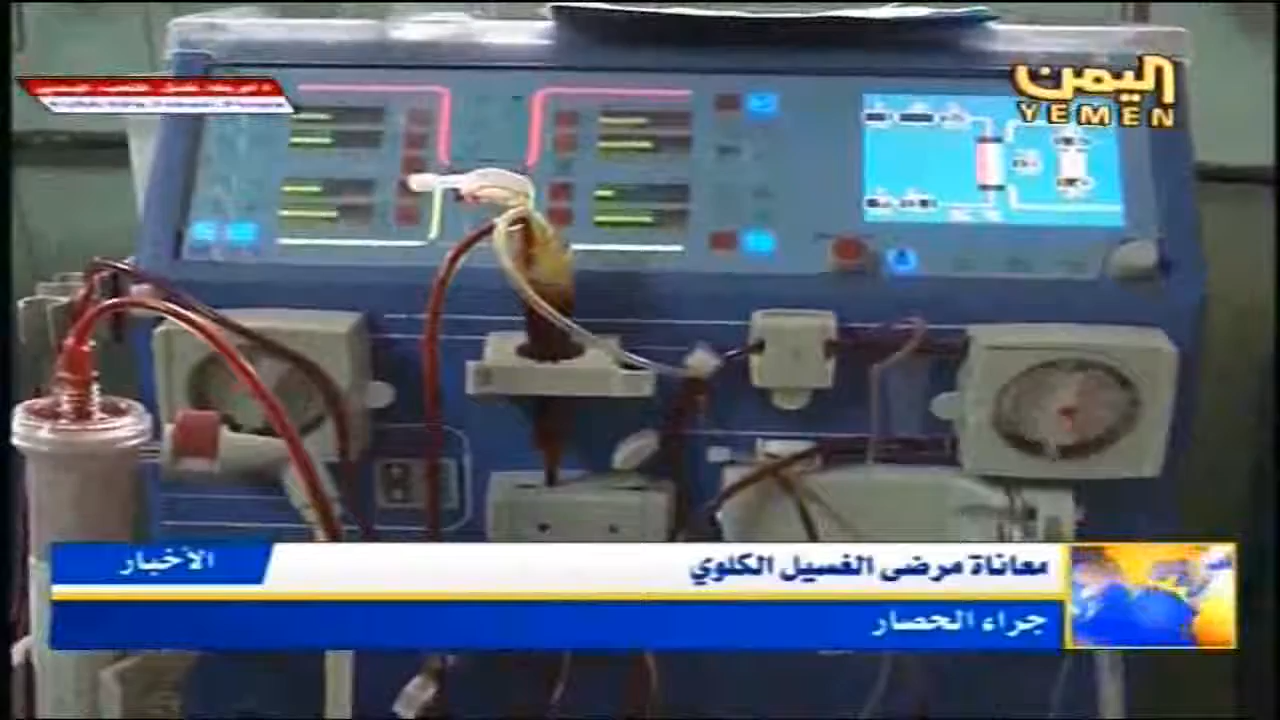 اليمن
YEMEN
الأخبار
معاناة مرضى الغسيل الكلوي
جراء الحصار